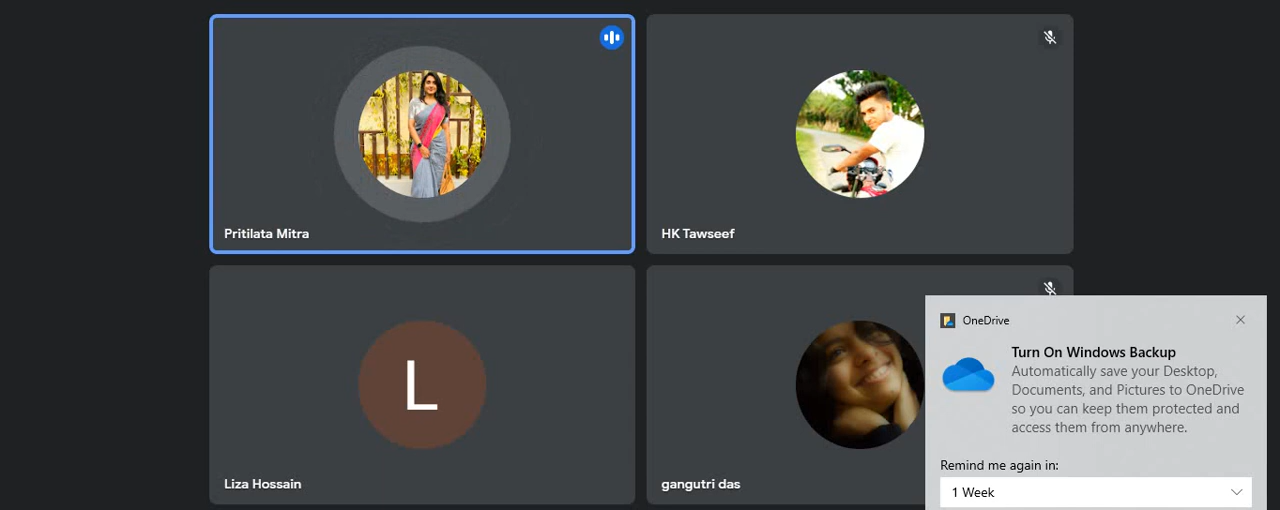 Pritilata Mitra
HK Tawseef
L
Liza Hossain
gangutri das
OneDrive
Turn On Windows Backup
Automatically save your Desktop,
Documents, and Pictures to OneDrive
so you can keep them protected and
access them from anywhere.
Remind me again in:
1 Week